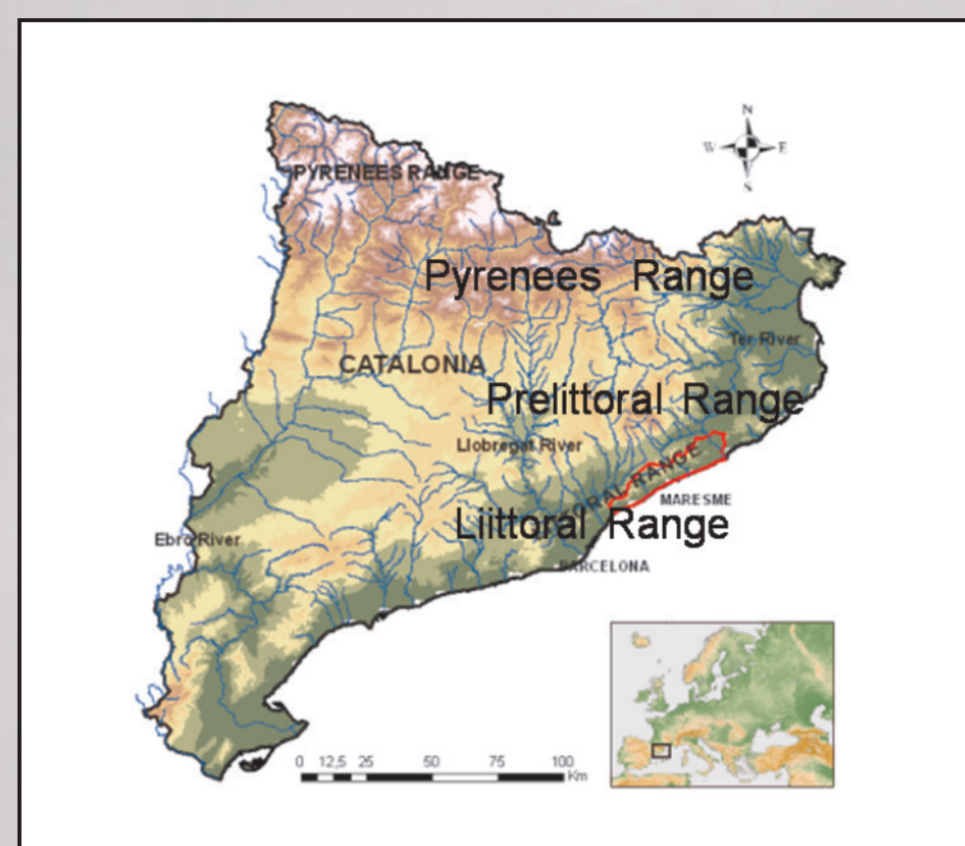 N
W E
S
PYRENEES RANGE
Pyrenees Range
Ter River
CATALONIA
Prelittoral Range
Llobregat River
RAL RANGE
MARESME
Liittoral Range
Ebro River
BARCELONA
0 12,5 25 50 75 100
Km